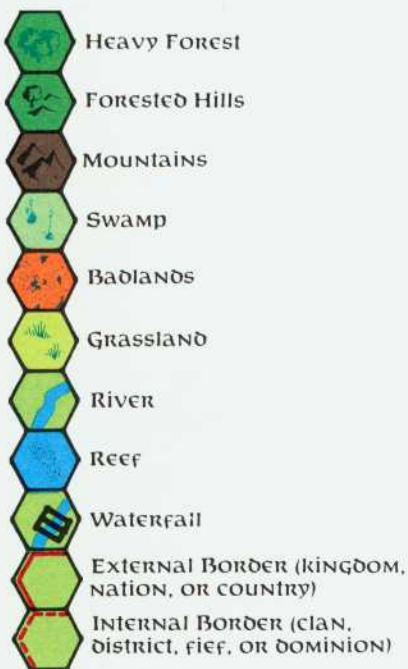 Heavy Forest
Forested Hills
Mountains
Swamp
Badlands
Grassland
River
Reef
Waterfall
External Border (kingdom,
nation, or country)
Internal Border (clan,
district, fief, or dominion)